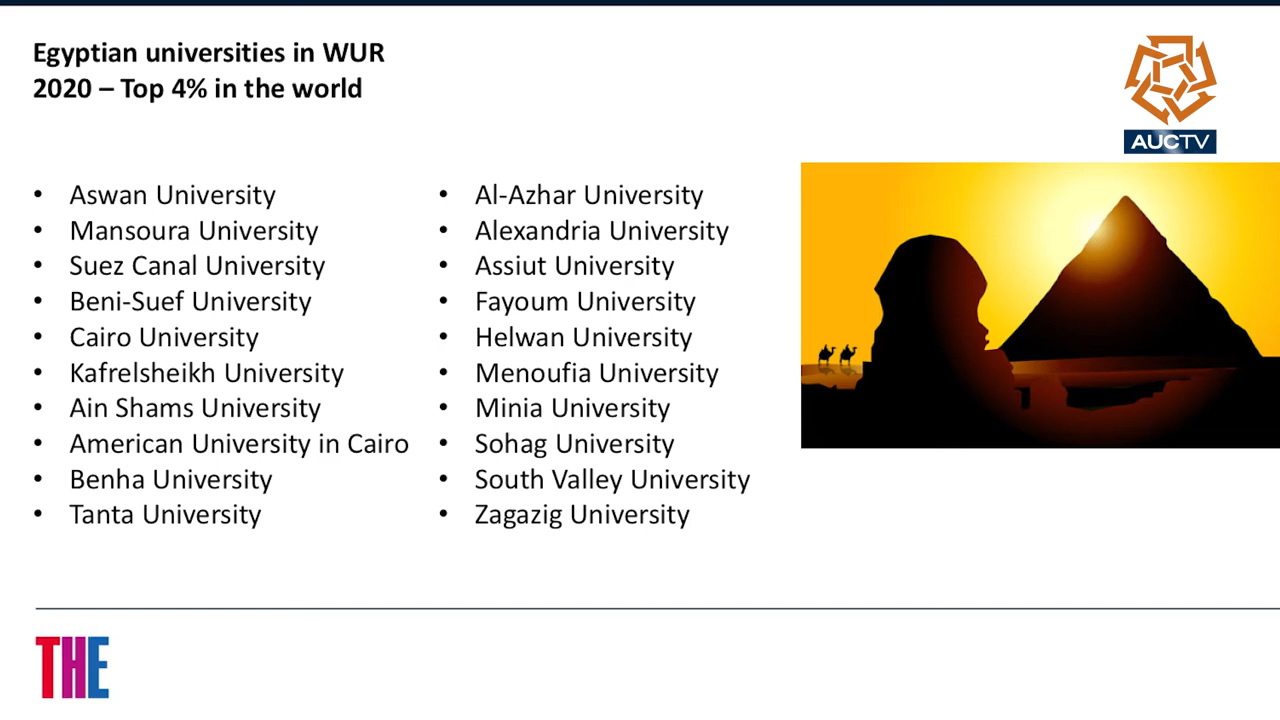 Egyptian universities in WUR
2020 – Top 4% in the world
AUCTV
• Aswan University
• Mansoura University
• Suez Canal University
• Beni-Suef University
• Cairo University
• Kafrelsheikh University
• Ain Shams University
• American University in Cairo
• Benha University
• Tanta University
• Al-Azhar University
• Alexandria University
• Assiut University
• Fayoum University
• Helwan University
• Menoufia University
• Minia University
• Sohag University
• South Valley University
• Zagazig University
THE